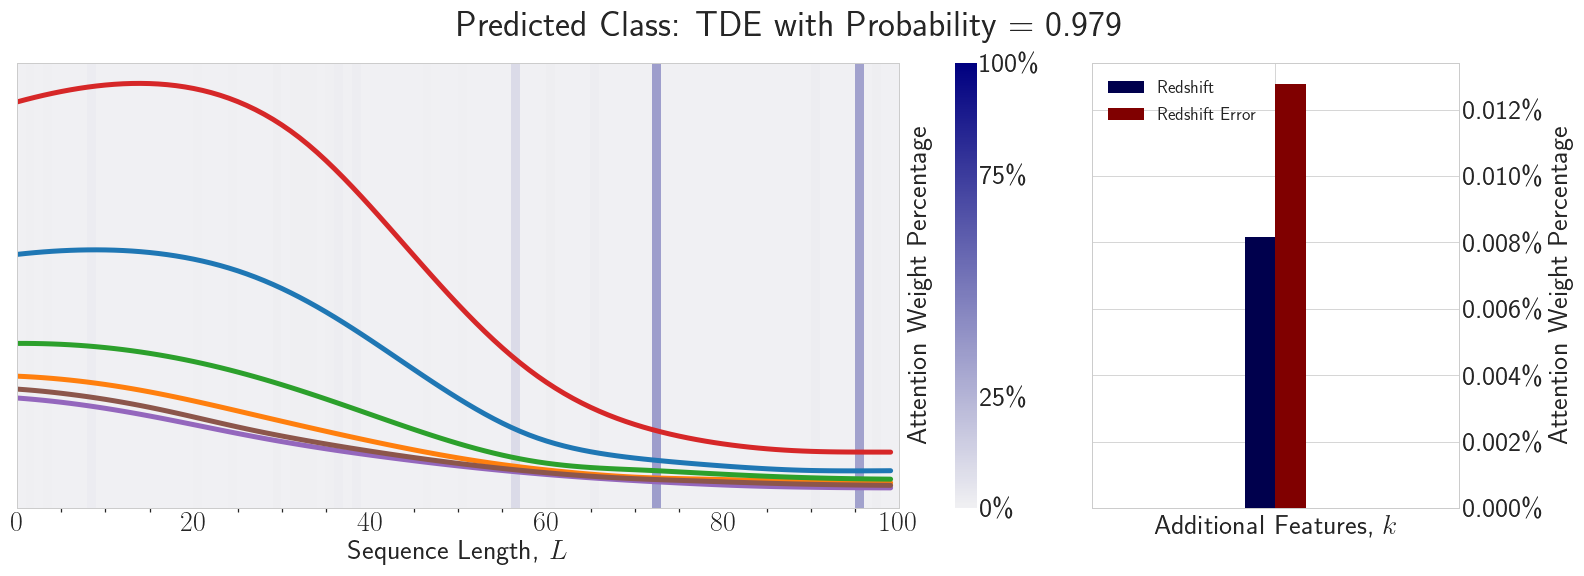 Predicted Class: TDE with Probability = 0.979
0
20
40
60
80
100
Sequence Length, L
100%
75%
25%
0%
Attention Weight Percentage
Redshift
Redshift Error
Additional Features, k
0.012%
0.010%
0.008%
0.006%
0.004%
0.002%
0.000%
Attention Weight Percentage